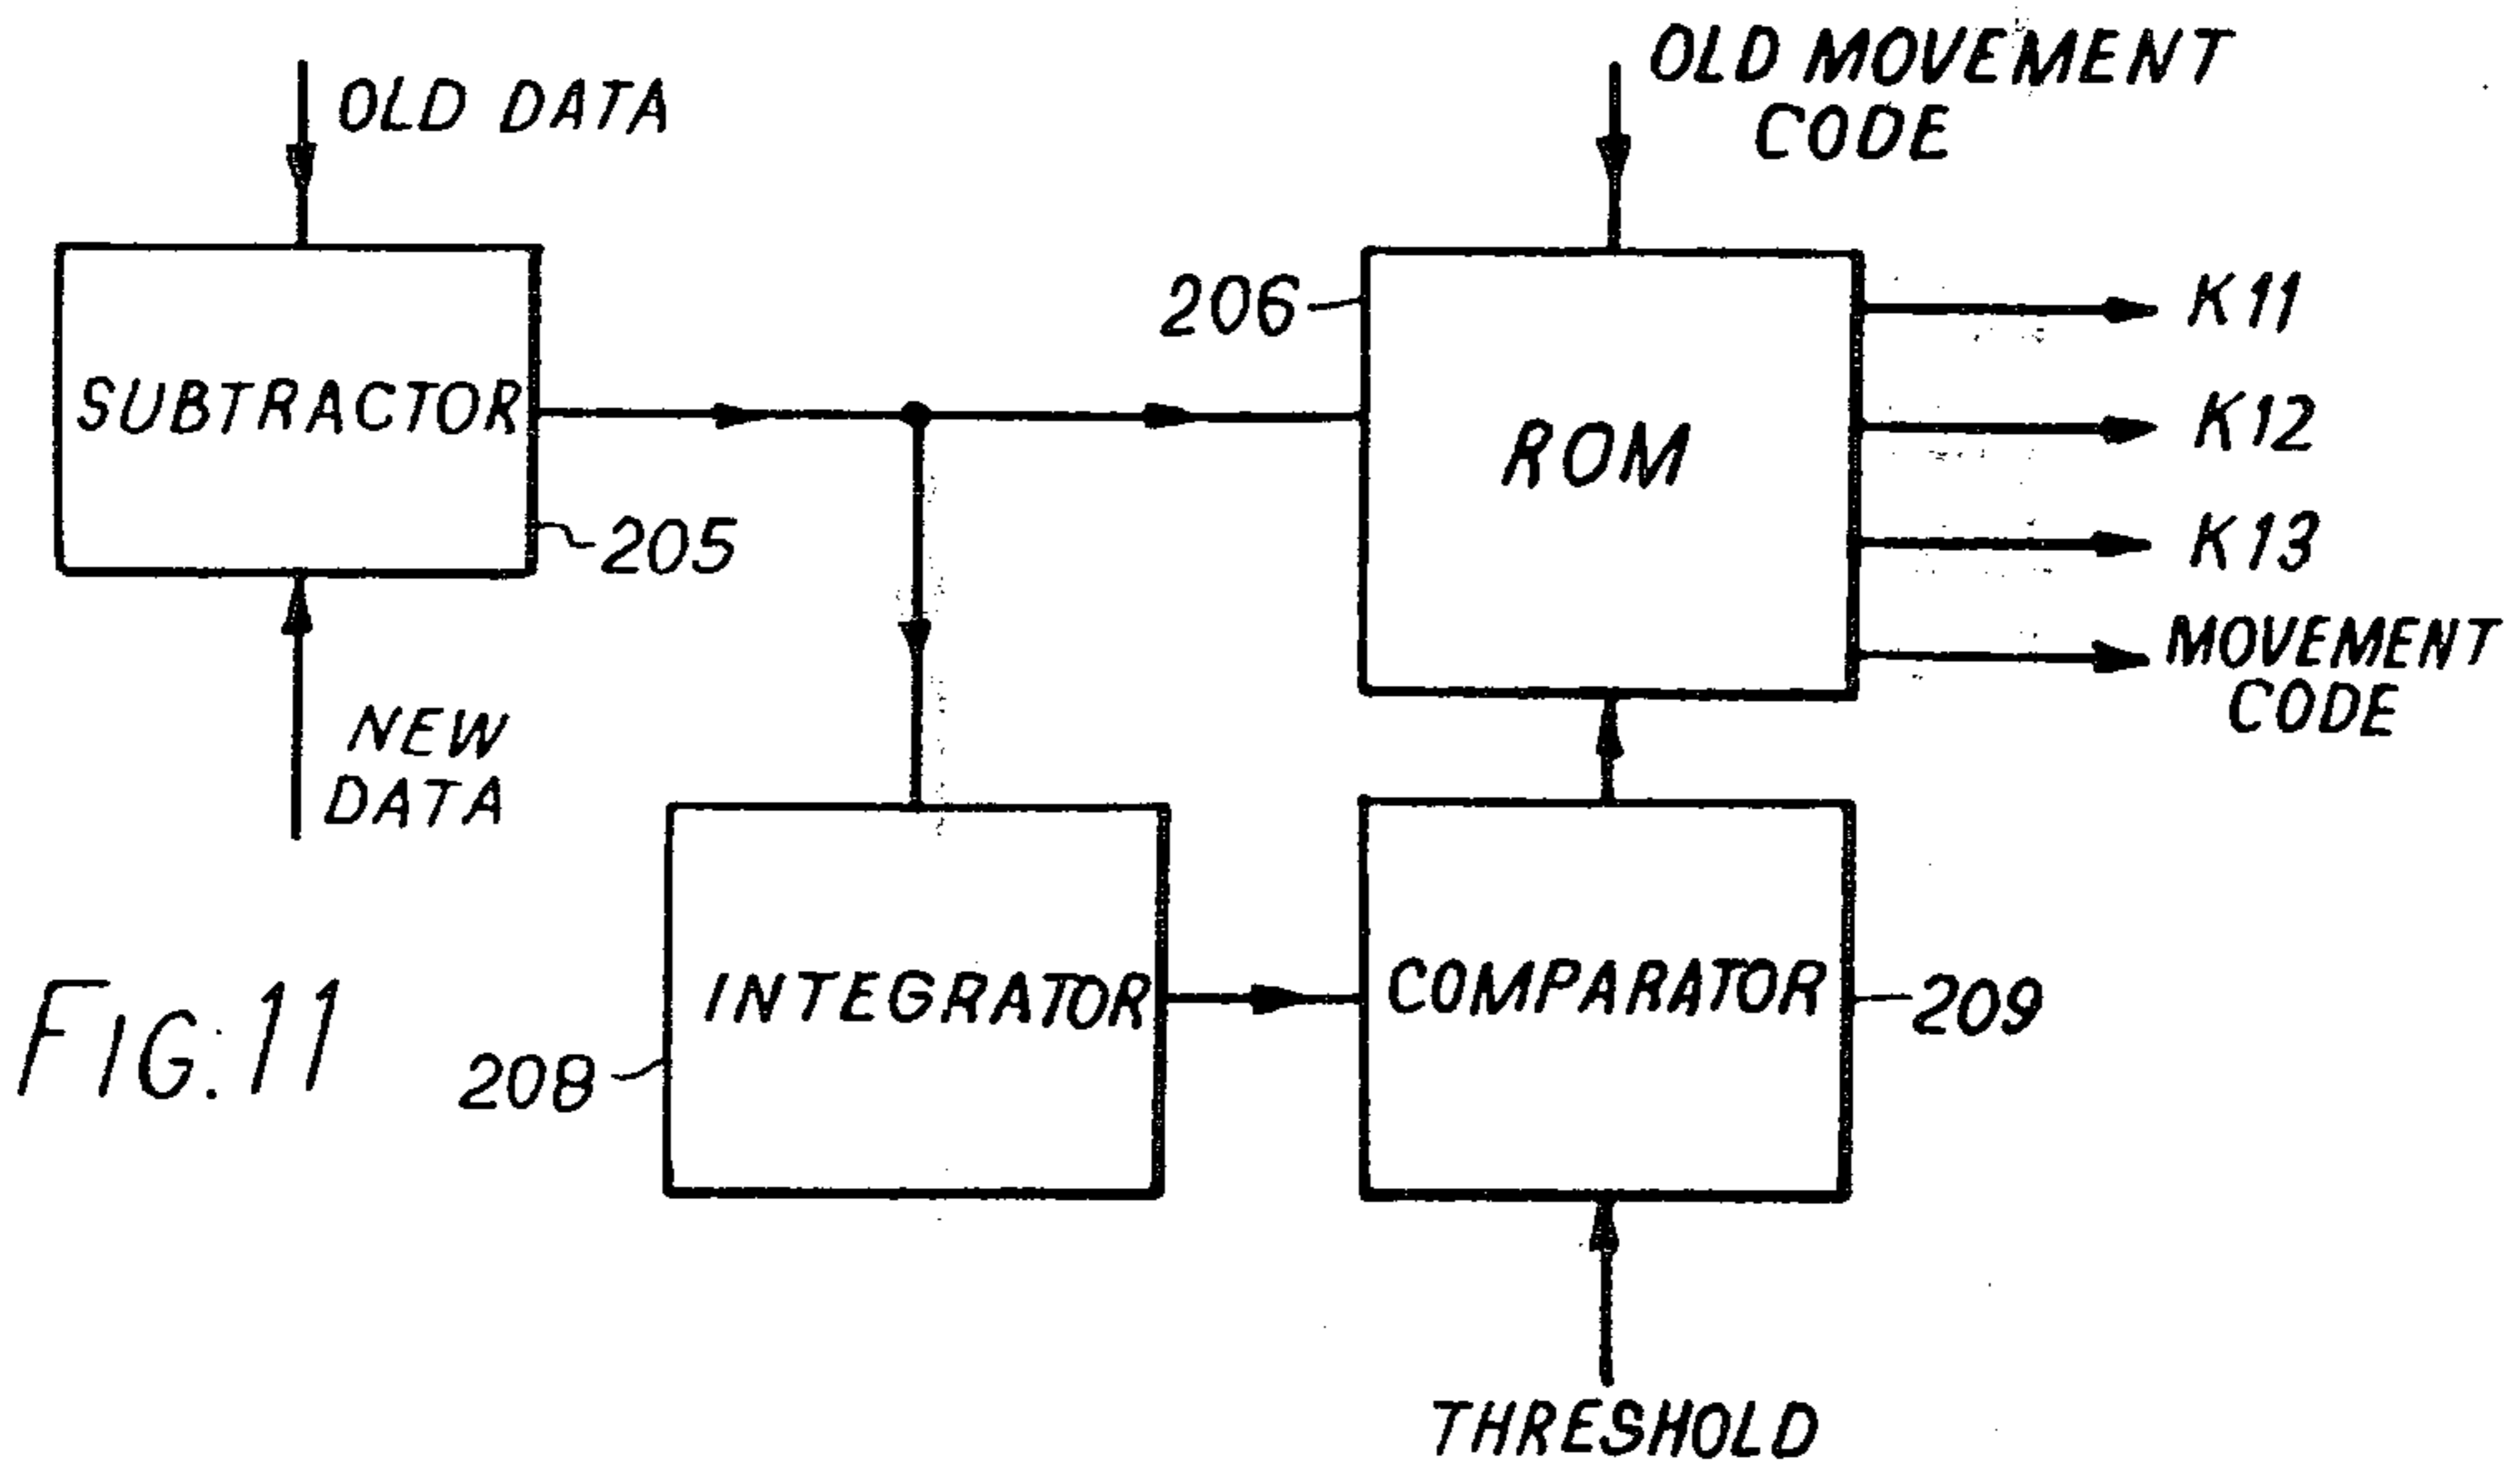 OLD DATA
OLD MOVEMENT
CODE
206
K11
K12
SUBTRACTOR
ROM
205
K13
MOVEMENT
CODE
NEW
DATA
INTEGRATOR
COMPARATOR
209
FIG. 11
208
THRESHOLD